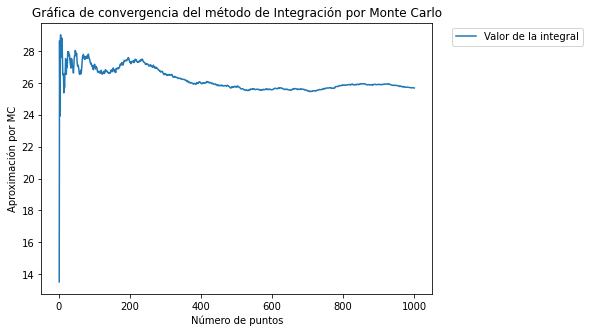 Gráfica de convergencia del método de Integración por Monte Carlo
Valor de la integral
Aproximación por MC
28
26
24
22
20
18
16
14
0 200 400 600 800 1000
Número de puntos